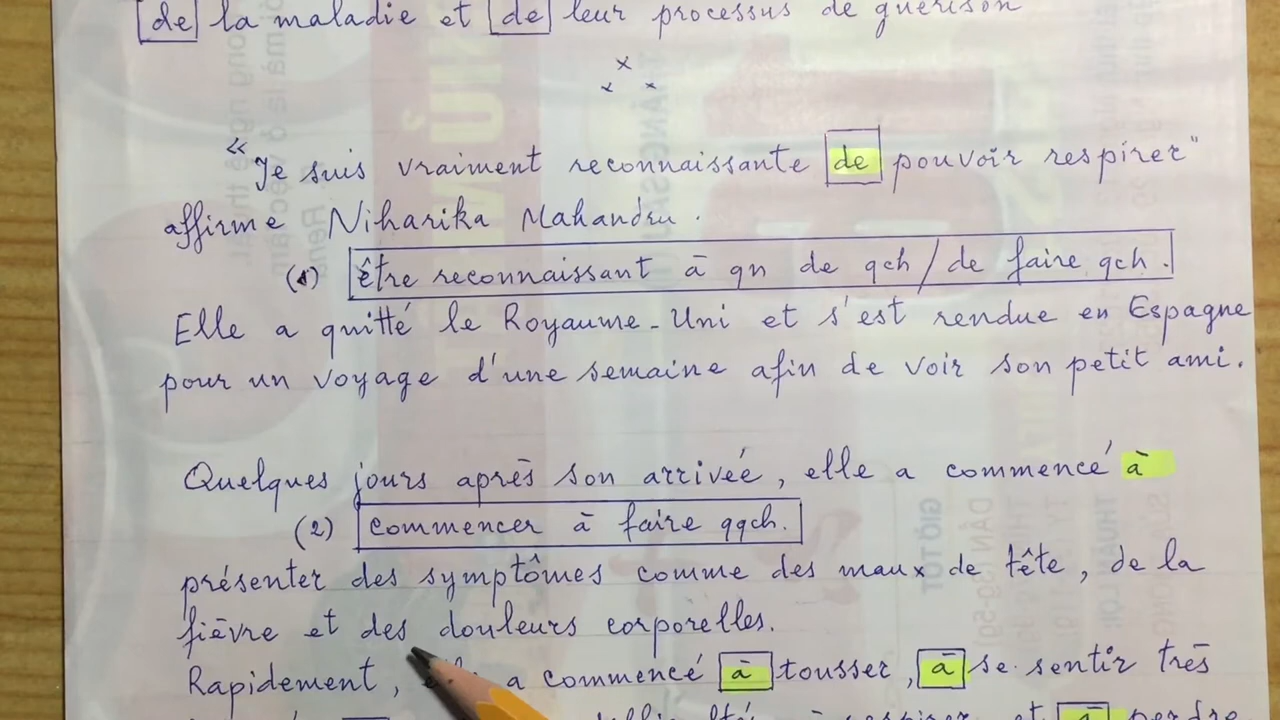 de la maladie et de leur processus de guérison
x
x x
« Je suis vraiment reconnaissante de pouvoir respirer"
affirme Niharika Mahandru.
(1) être reconnaissant à qn de qch / de faire qch.
Elle a quitté le Royaume-Uni et s'est rendue en Espagne
pour un voyage d'une semaine afin de voir son petit ami.
Quelques jours après son arrivée, elle a commencé à
(2) commencer à faire qqch.
présenter des symptômes comme des maux de tête, de la
fièvre et des douleurs corporelles.
Rapidement, a commencé à tousser, à se sentir très
à respirer et à perdre